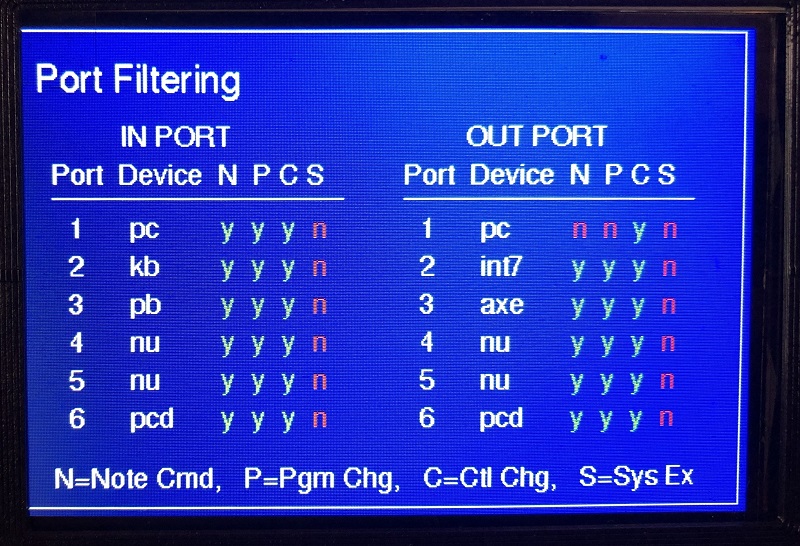 Port Filtering
IN PORT OUT PORT
Port Device N P C S Port Device N P C S
1 pc y y y n 1 pc n n y n
2 kb y y y n 2 int7 y y y n
3 pb y y y n 3 axe y y y n
4 nu y y y n 4 nu y y y n
5 nu y y y n 5 nu y y y n
6 pcd y y y n 6 pcd y y y n
N=Note Cmd, P=Pgm Chg, C=Ctl Chg, S=Sys Ex